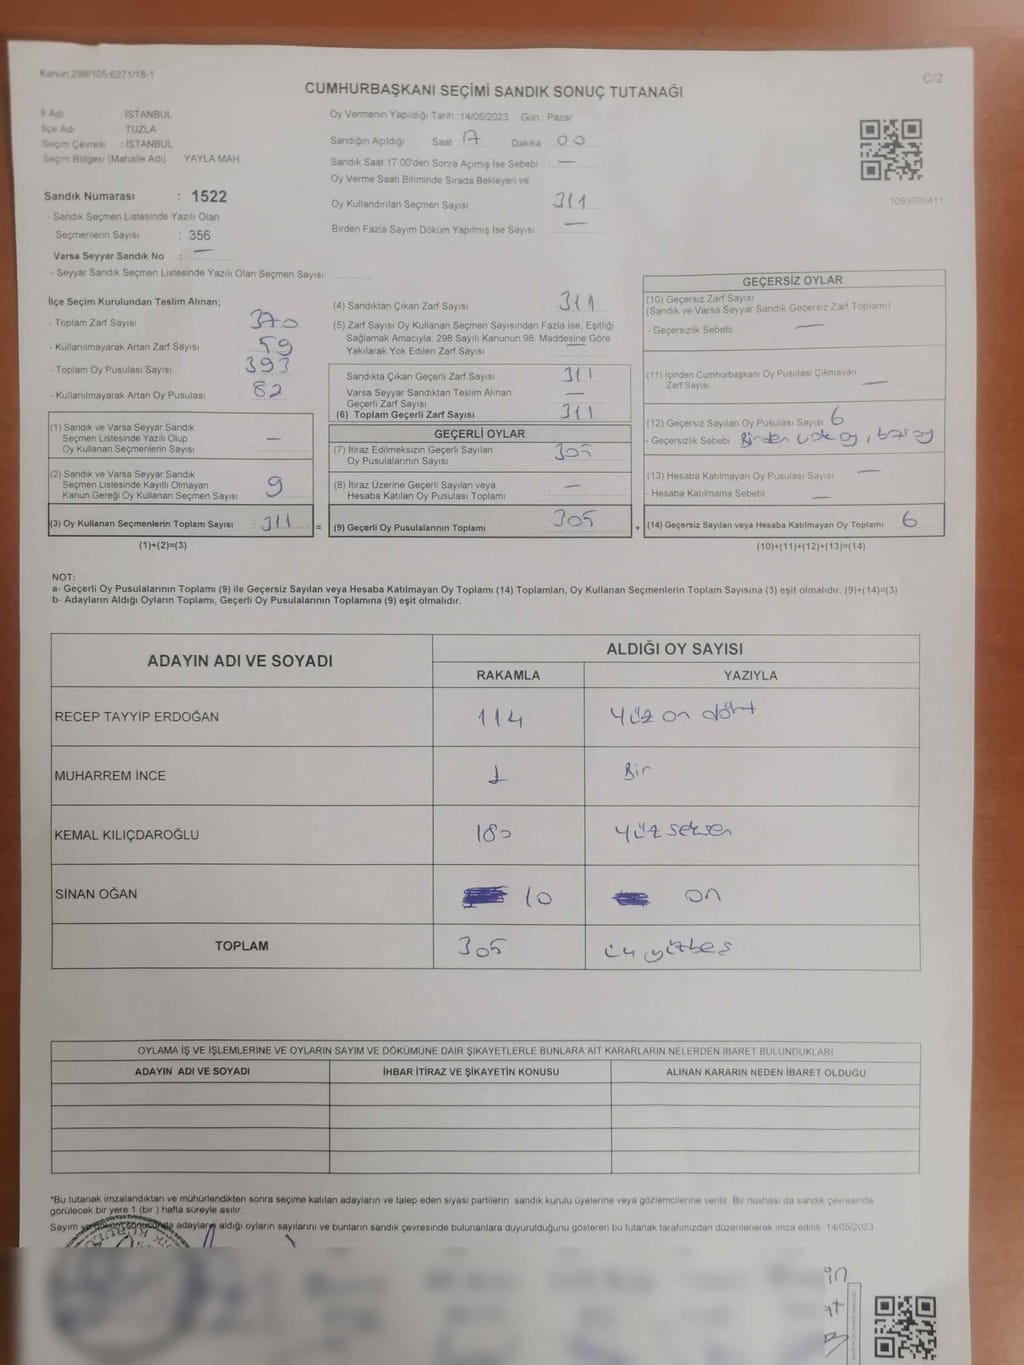 Kanun:298/105:6271/18-1
C/2
CUMHURBAŞKANI SEÇİMİ SANDIK SONUÇ TUTANAĞI
İl Adı İSTANBUL
İlçe Adı TUZLA
Seçim Çevresi : İSTANBUL
Seçim Bölgesi (Mahalle Adı) : YAYLA MAH.
Sandık Numarası : 1522
- Sandık Seçmen Listesinde Yazılı Olan
Seçmenlerin Sayısı : 356
Varsa Seyyar Sandık No : —
- Seyyar Sandık Seçmen Listesinde Yazılı Olan Seçmen Sayısı:
Oy Vermenin Yapıldığı Tarih :14/05/2023 Gün : Pazar
Sandığın Açıldığı Saat 17 Dakika 00
Sandık Saat 17:00'den Sonra Açımış İse Sebebi —
Oy Verme Saati Bitiminde Sırada Bekleyen ve
Oy Kullandırılan Seçmen Sayısı 311
Birden Fazla Sayım Döküm Yapılmış İse Sayısı : —
1093695411
İlçe Seçim Kurulundan Teslim Alınan;
- Toplam Zarf Sayısı 370
- Kullanılmayarak Artan Zarf Sayısı 59
- Toplam Oy Pusulası Sayısı 393
- Kullanılmayarak Artan Oy Pusulası 82
(1) Sandık ve Varsa Seyyar Sandık
Seçmen Listesinde Yazılı Olup
Oy Kullanan Seçmenlerin Sayısı —
(2) Sandık ve Varsa Seyyar Sandık
Seçmen Listesinde Kayıtlı Olmayan
Kanun Gereği Oy Kullanan Seçmen Sayısı 9
(3) Oy Kullanan Seçmenlerin Toplam Sayısı 311 =
(1)+(2)=(3)
(4) Sandıktan Çıkan Zarf Sayısı 311
(5) Zarf Sayısı Oy Kullanan Seçmen Sayısından Fazla İse, Eşitliği
Sağlamak Amacıyla; 298 Sayılı Kanunun 98. Maddesine Göre
Yakılarak Yok Edilen Zarf Sayısı —
Sandıkta Çıkan Geçerli Zarf Sayısı 311
Varsa Seyyar Sandıktan Teslim Alınan
Geçerli Zarf Sayısı —
(6) Toplam Geçerli Zarf Sayısı 311
GEÇERLİ OYLAR
(7) İtiraz Edilmeksizin Geçerli Sayılan
Oy Pusulalarının Sayısı 305
(8) İtiraz Üzerine Geçerli Sayılan veya
Hesaba Katılan Oy Pusulası Toplamı —
(9) Geçerli Oy Pusulalarının Toplamı 305 +
GEÇERSİZ OYLAR
(10) Geçersiz Zarf Sayısı
(Sandık ve Varsa Seyyar Sandık Geçersiz Zarf Toplamı)
- Geçersizlik Sebebi —
(11) İçinden Cumhurbaşkanı Oy Pusulası Çıkmayan
Zarf Sayısı —
(12) Geçersiz Sayılan Oy Pusulası Sayısı 6
- Geçersizlik Sebebi Birden çok oy, boş oy
(13) Hesaba Katılmayan Oy Pusulası Sayısı —
- Hesaba Katılmama Sebebi —
(14) Geçersiz Sayılan veya Hesaba Katılmayan Oy Toplamı 6
(10)+(11)+(12)+(13)=(14)
NOT:
a- Geçerli Oy Pusulalarının Toplamı (9) ile Geçersiz Sayılan veya Hesaba Katılmayan Oy Toplamı (14) Toplamları, Oy Kullanan Seçmenlerin Toplam Sayısına (3) eşit olmalıdır. (9)+(14)=(3)
b- Adayların Aldığı Oyların Toplamı, Geçerli Oy Pusulalarının Toplamına (9) eşit olmalıdır.
ADAYIN ADI VE SOYADI ALDIĞI OY SAYISI
RAKAMLA YAZIYLA
RECEP TAYYİP ERDOĞAN 114 Yüz on dört
MUHARREM İNCE 1 Bir
KEMAL KILIÇDAROĞLU 180 Yüz seksen
SİNAN OĞAN 10 on
TOPLAM 305 üç yüzbeş
OYLAMA İŞ VE İŞLEMLERİNE VE OYLARIN SAYIM VE DÖKÜMÜNE DAİR ŞİKAYETLERLE BUNLARA AİT KARARLARIN NELERDEN İBARET BULUNDUKLARI
ADAYIN ADI VE SOYADI İHBAR İTİRAZ VE ŞİKAYETİN KONUSU ALINAN KARARIN NEDEN İBARET OLDUĞU
*Bu tutanak imzalandıktan ve mühürlendikten sonra seçime katılan adayların ve talep eden siyasi partilerin sandık kurulu üyelerine veya gözlemcilerine verilir. Bir nüshası da sandık çevresinde
görülecek bir yere 1 (bir ) hafta süreyle asılır.
Sayım ve döküm sonucunda adayların aldığı oyların sayılarını ve bunların sandık çevresinde bulunanlara duyurulduğunu gösteren bu tutanak tarafımızdan düzenlenerek imza edildi. 14/05/2023